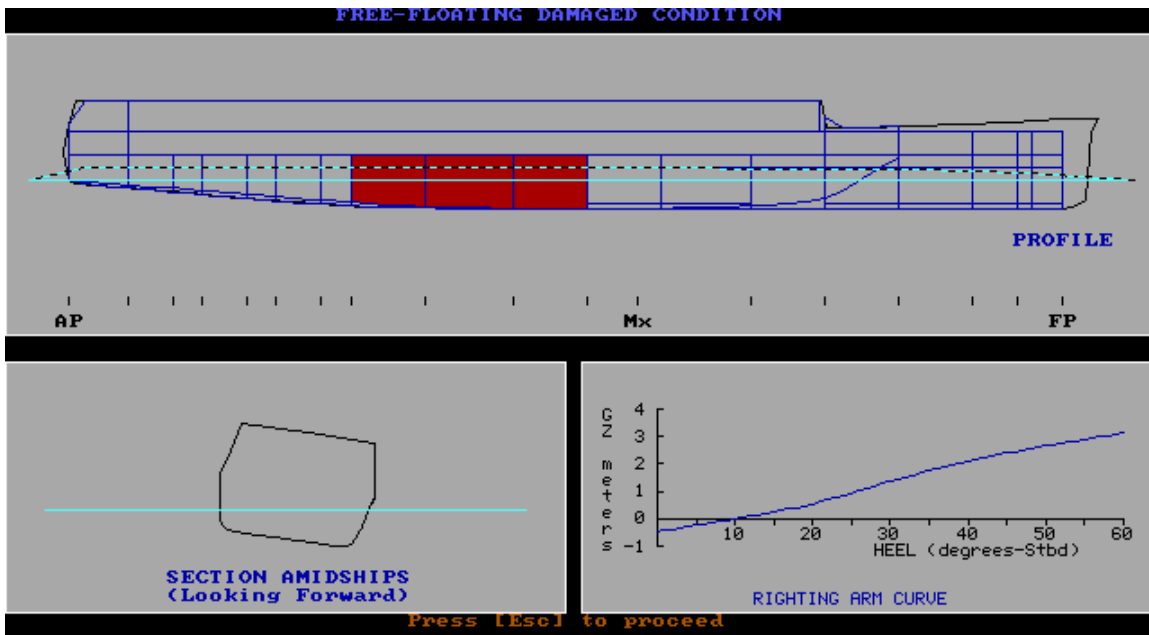 FREE-FLOATING DAMAGED CONDITION
PROFILE
AP Mx FP
SECTION AMIDSHIPS
(Looking Forward)
GZ meters
4
3
2
1
0
-1
10 20 30 40 50 60
HEEL (degrees-Stbd)
RIGHTING ARM CURVE
Press [Esc] to proceed